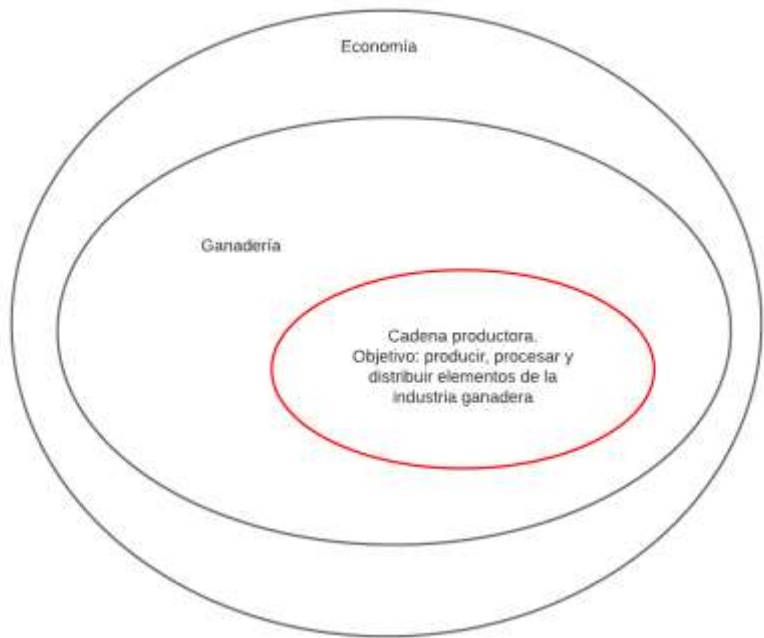 Economía
Ganadería
Cadena productora.
Objetivo: producir, procesar y
distribuir elementos de la
industria ganadera